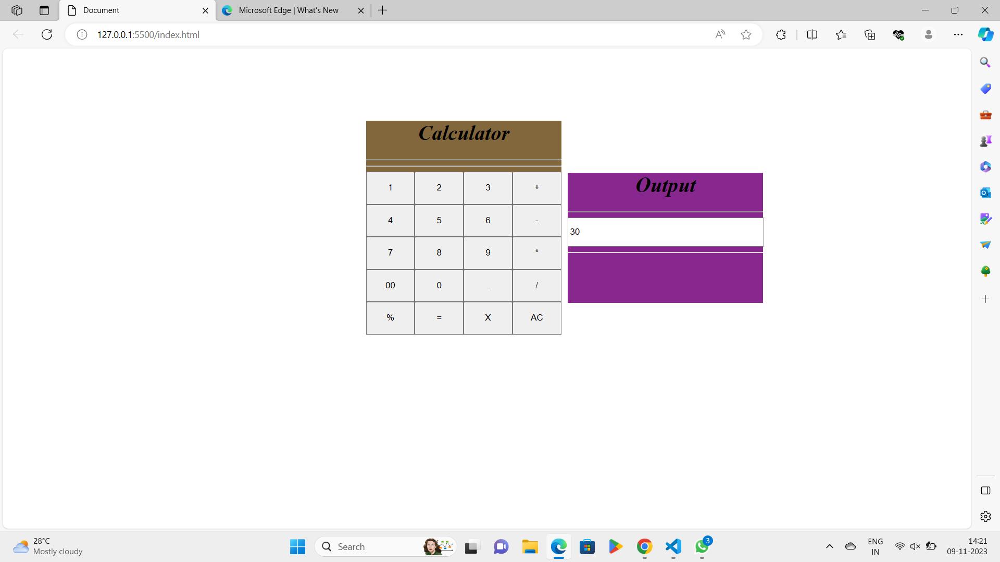 Document
Microsoft Edge | What's New
127.0.0.1:5500/index.html
Calculator
1 2 3 +
4 5 6 -
7 8 9 *
00 0 . /
% = X AC
Output
30
28°C
Mostly cloudy
Search
3
ENG
IN
14:21
09-11-2023